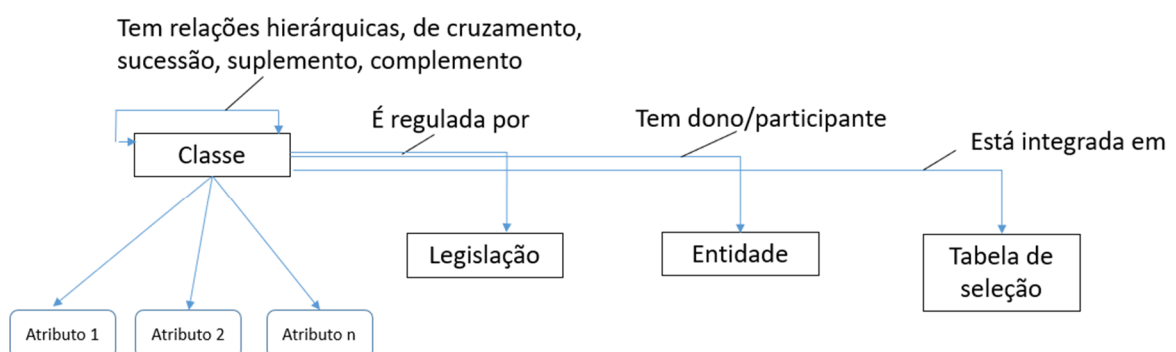 Tem relações hierárquicas, de cruzamento,
sucessão, suplemento, complemento
É regulada por
Tem dono/participante
Está integrada em
Classe
Legislação
Entidade
Tabela de
seleção
Atributo 1
Atributo 2
Atributo n